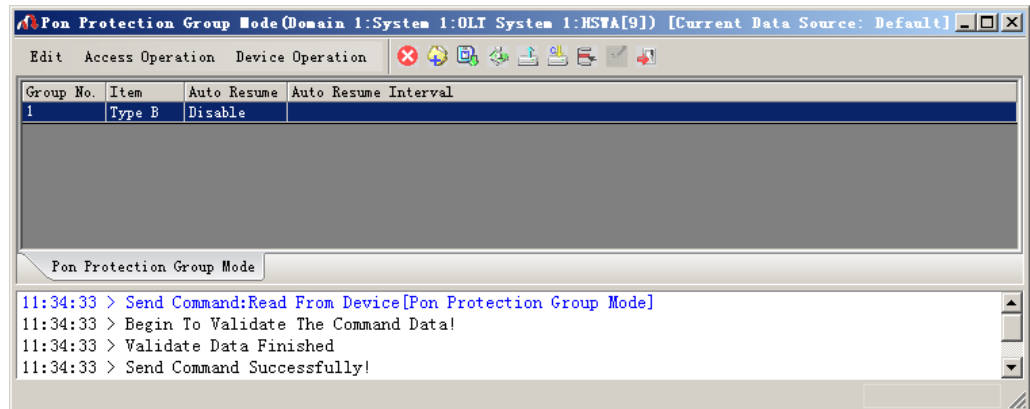 Pon Protection Group Mode(Domain 1:System 1:OLT System 1:HSWA[9]) [Current Data Source: Default]
Edit Access Operation Device Operation
Group No. Item Auto Resume Auto Resume Interval
1 Type B Disable
Pon Protection Group Mode
11:34:33 > Send Command:Read From Device[Pon Protection Group Mode]
11:34:33 > Begin To Validate The Command Data!
11:34:33 > Validate Data Finished
11:34:33 > Send Command Successfully!